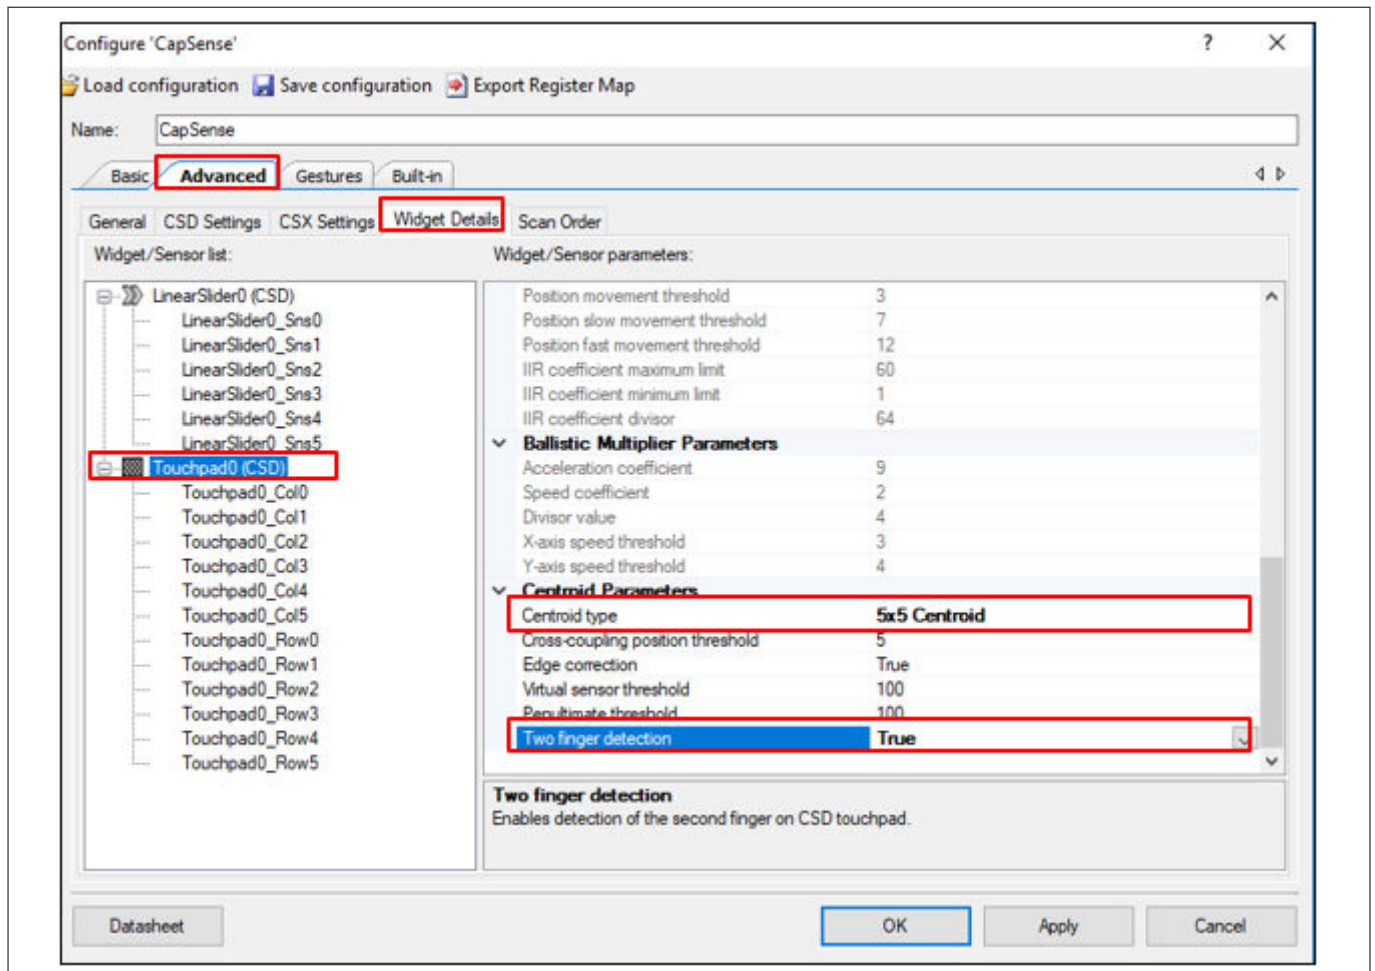 Configure 'CapSense'
Load configuration Save configuration Export Register Map
Name: CapSense
Basic Advanced Gestures Built-in
General CSD Settings CSX Settings Widget Details Scan Order
Widget/Sensor list: Widget/Sensor parameters:
LinearSlider0 (CSD) Position movement threshold 3
LinearSlider0_Sns0 Position slow movement threshold 7
LinearSlider0_Sns1 Position fast movement threshold 12
LinearSlider0_Sns2 IIR coefficient maximum limit 60
LinearSlider0_Sns3 IIR coefficient minimum limit 1
LinearSlider0_Sns4 IIR coefficient divisor 64
LinearSlider0_Sns5 Ballistic Multiplier Parameters
Touchpad0 (CSD) Acceleration coefficient 9
Touchpad0_Col0 Speed coefficient 2
Touchpad0_Col1 Divisor value 4
Touchpad0_Col2 X-axis speed threshold 3
Touchpad0_Col3 Y-axis speed threshold 4
Touchpad0_Col4 Centroid Parameters
Touchpad0_Col5 Centroid type 5x5 Centroid
Touchpad0_Row0 Cross-coupling position threshold 5
Touchpad0_Row1 Edge correction True
Touchpad0_Row2 Virtual sensor threshold 100
Touchpad0_Row3 Penultimate threshold 100
Touchpad0_Row4 Two finger detection True
Touchpad0_Row5
Two finger detection
Enables detection of the second finger on CSD touchpad.
Datasheet OK Apply Cancel